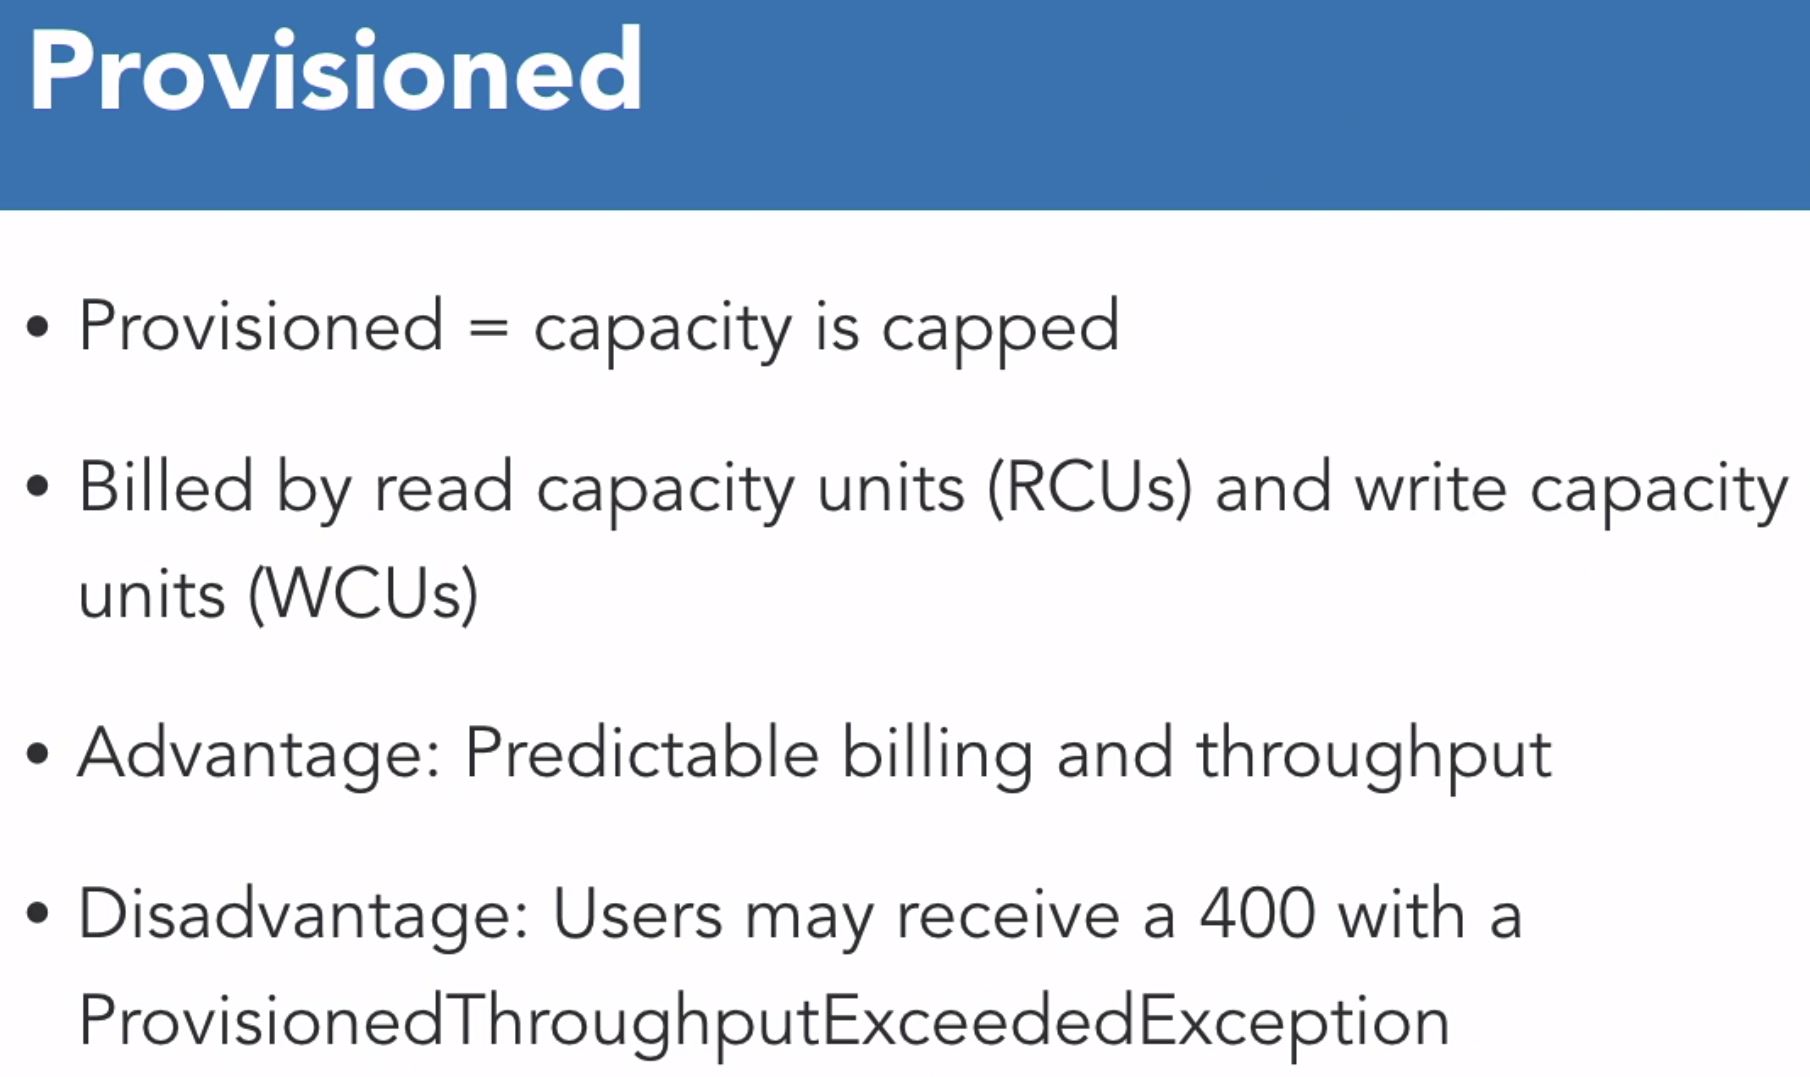 Provisioned
• Provisioned = capacity is capped
• Billed by read capacity units (RCUs) and write capacity
units (WCUs)
• Advantage: Predictable billing and throughput
• Disadvantage: Users may receive a 400 with a
ProvisionedThroughputExceededException